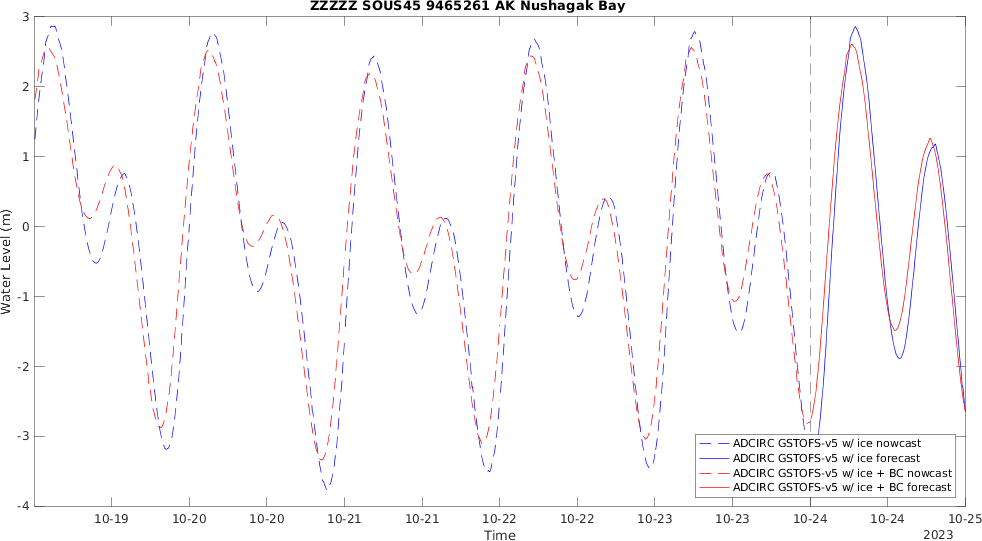 ZZZZZ SOUS45 9465261 AK Nushagak Bay
3
2
1
0
-1
-2
-3
-4
Water Level (m)
ADCIRC GSTOFS-v5 w/ ice nowcast
ADCIRC GSTOFS-v5 w/ ice forecast
ADCIRC GSTOFS-v5 w/ ice + BC nowcast
ADCIRC GSTOFS-v5 w/ ice + BC forecast
10-19 10-20 10-20 10-21 10-21 10-22 10-22 10-23 10-23 10-24 10-24 10-25
Time
2023